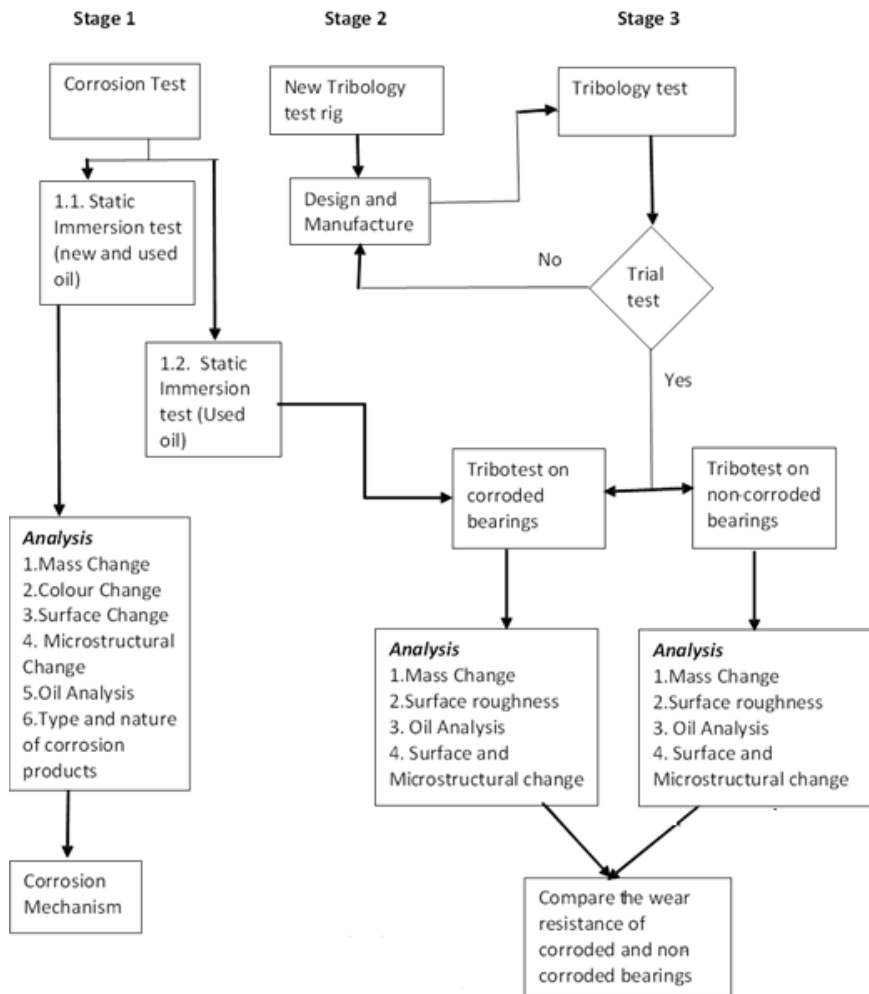 Stage 1
Stage 2
Stage 3
Corrosion Test
New Tribology
test rig
Tribology test
1.1. Static
Immersion test
(new and used
oil)
Design and
Manufacture
No
Trial
test
1.2. Static
Immersion
test (Used
oil)
Yes
Tribotest on
corroded
bearings
Tribotest on
non-corroded
bearings
Analysis
1.Mass Change
2.Colour Change
3.Surface Change
4. Microstructural
Change
5.Oil Analysis
6.Type and nature
of corrosion
products
Analysis
1.Mass Change
2.Surface roughness
3. Oil Analysis
4. Surface and
Microstructural change
Analysis
1.Mass Change
2.Surface roughness
3. Oil Analysis
4. Surface and
Microstructural change
Corrosion
Mechanism
Compare the wear
resistance of
corroded and non
corroded bearings